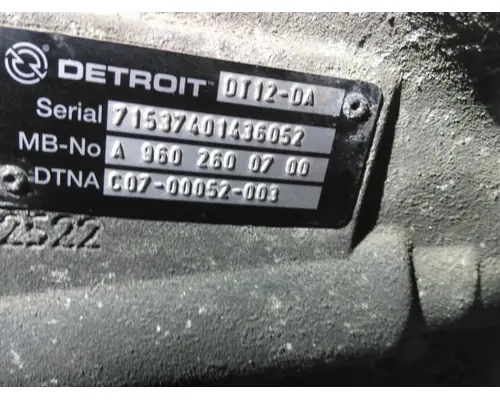 DETROIT DT12-DA
Serial 71537401436052
MB-No A 960 260 07 00
DTNA C07-00052-003
2522